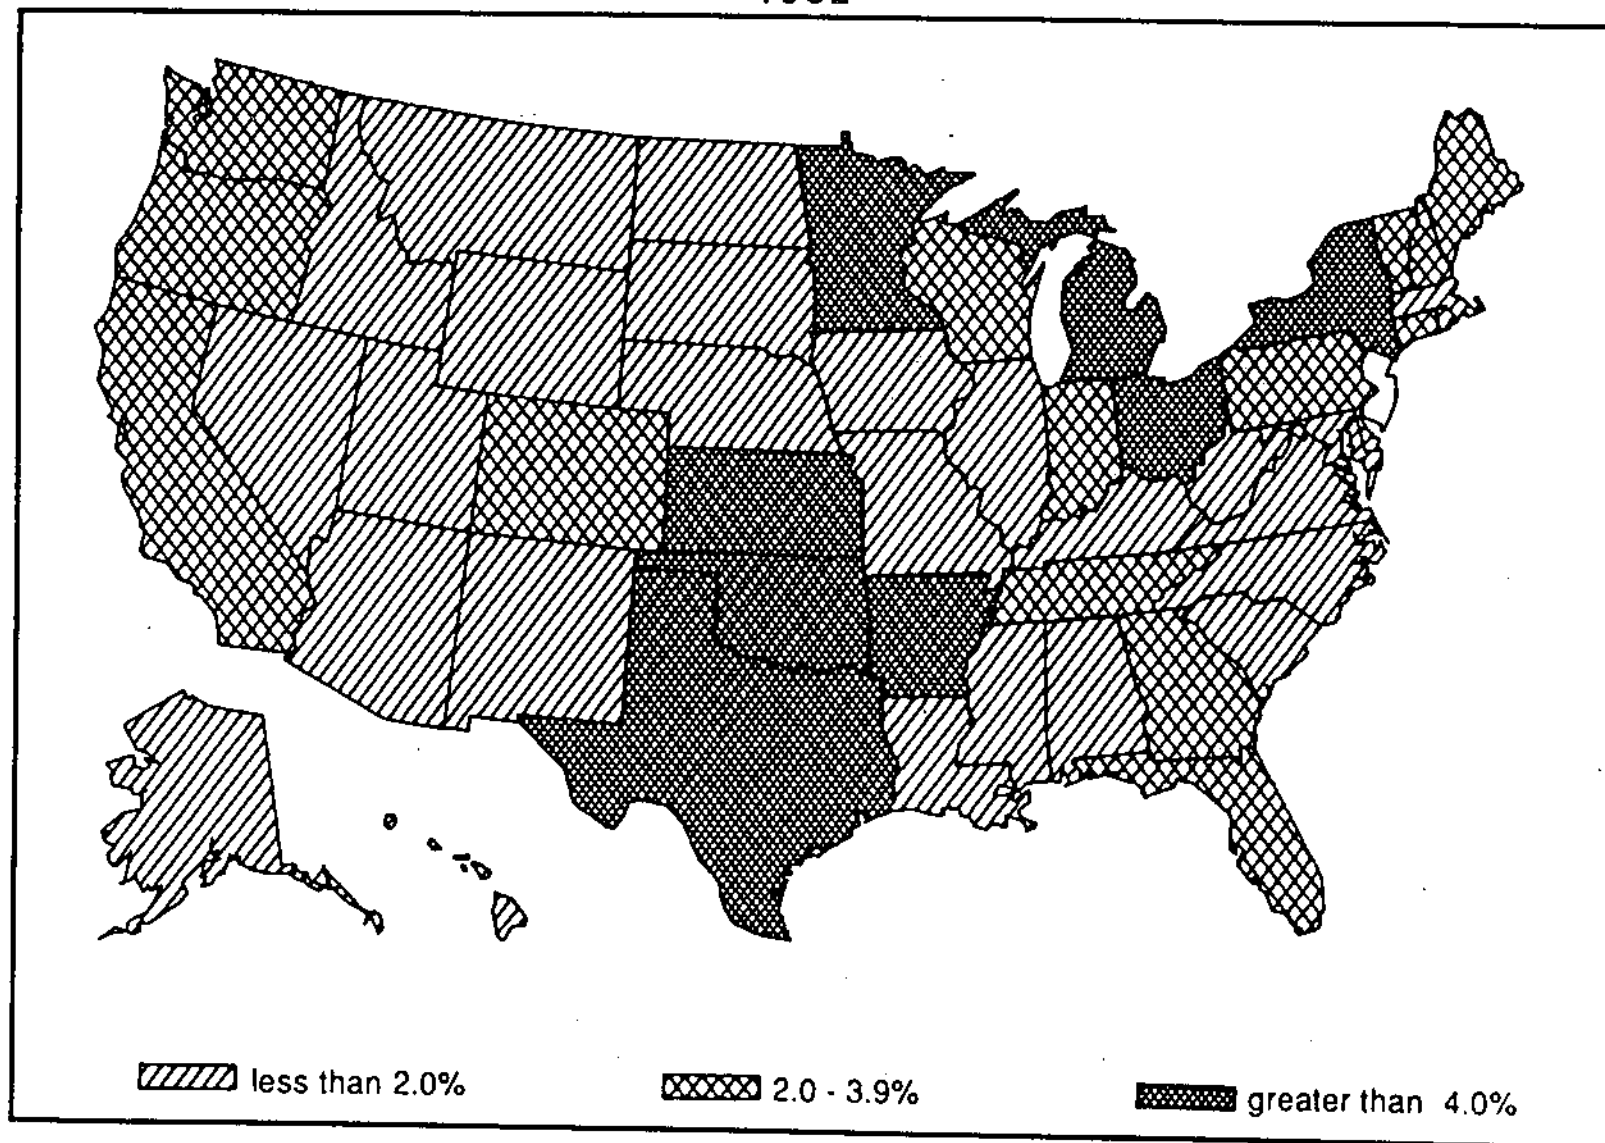 less than 2.0%
2.0 - 3.9%
greater than 4.0%